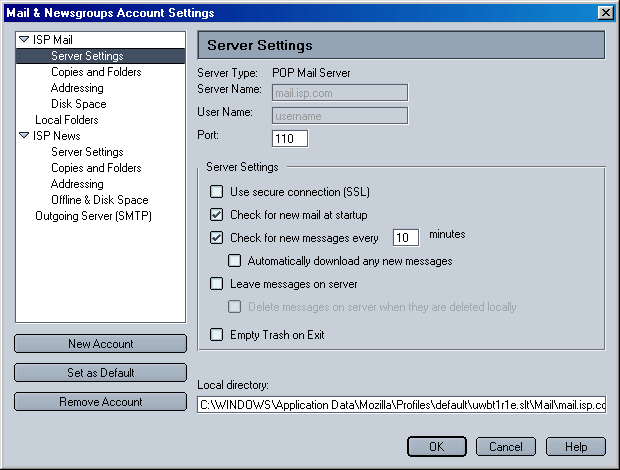 Mail & Newsgroups Account Settings
ISP Mail
Server Settings
Copies and Folders
Addressing
Disk Space
Local Folders
ISP News
Server Settings
Copies and Folders
Addressing
Offline & Disk Space
Outgoing Server (SMTP)
New Account
Set as Default
Remove Account
Server Settings
Server Type: POP Mail Server
Server Name: mail.isp.com
User Name: username
Port: 110
Server Settings
Use secure connection (SSL)
Check for new mail at startup
Check for new messages every 10 minutes
Automatically download any new messages
Leave messages on server
Delete messages on server when they are deleted locally
Empty Trash on Exit
Local directory:
C:\WINDOWS\Application Data\Mozilla\Profiles\default\uwbt1r1e.slt\Mail\mail.isp.co
OK Cancel Help